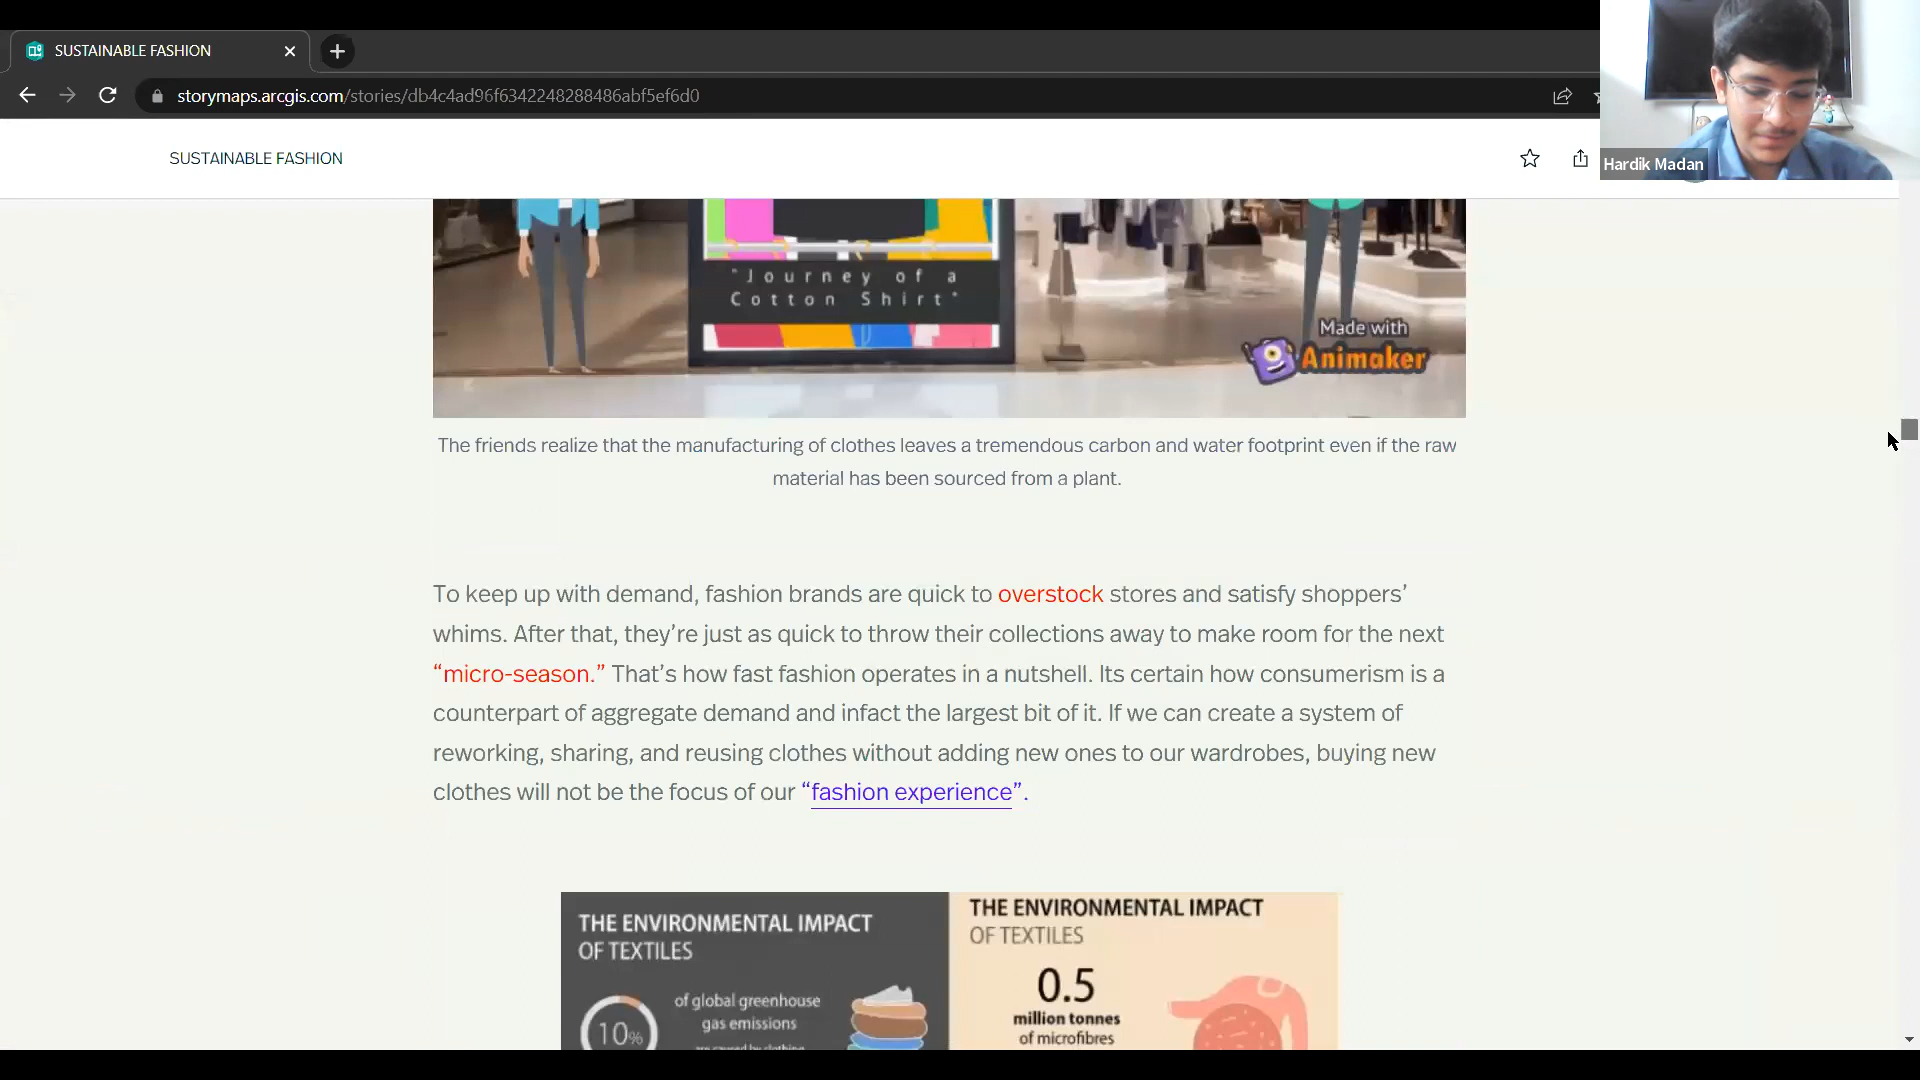 SUSTAINABLE FASHION
storymaps.arcgis.com/stories/db4c4ad96f6342248288486abf5ef6d0
SUSTAINABLE FASHION
Hardik Madan
"Journey of a
Cotton Shirt"
Made with
Animaker
The friends realize that the manufacturing of clothes leaves a tremendous carbon and water footprint even if the raw
material has been sourced from a plant.
To keep up with demand, fashion brands are quick to overstock stores and satisfy shoppers’
whims. After that, they’re just as quick to throw their collections away to make room for the next
“micro-season.” That’s how fast fashion operates in a nutshell. Its certain how consumerism is a
counterpart of aggregate demand and infact the largest bit of it. If we can create a system of
reworking, sharing, and reusing clothes without adding new ones to our wardrobes, buying new
clothes will not be the focus of our “fashion experience”.
THE ENVIRONMENTAL IMPACT
OF TEXTILES
10%
of global greenhouse
gas emissions
are caused by clothing
THE ENVIRONMENTAL IMPACT
OF TEXTILES
0.5
million tonnes
of microfibres